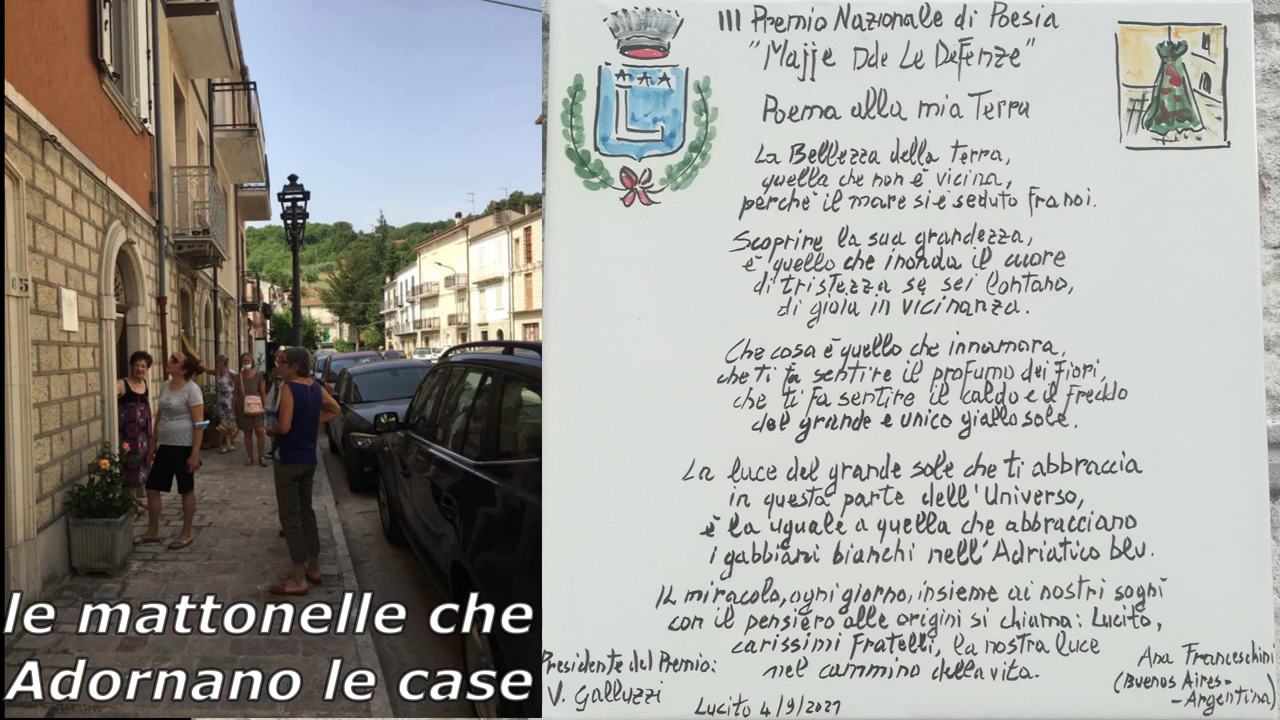 le mattonelle che
Adornano le case
15
III Premio Nazionale di Poesia
"Majje Dde Le DeFenze"
Poema alla mia Terra
La Bellezza della terra,
quella che non è vicina,
perche' il mare si è seduto fra noi.
Scoprire la sua grandezza,
è quello che inonda il cuore
di tristezza se sei lontano,
di gioia in vicinanza.
Che cosa è quello che innamora,
che ti fa sentire il profumo dei fiori,
che ti fa sentire il caldo e il freddo
del grande e unico giallo sole.
La luce del grande sole che ti abbraccia
in questa parte dell'Universo,
è la uguale a quella che abbracciano
i gabbiani bianchi nell'Adriatico blu.
Il miracolo, ogni giorno, insieme ai nostri sogni
con il pensiero alle origini si chiama: Lucito,
carissimi Fratelli, la nostra luce
nel cammino della vita.
Presidente del Premio:
V. Galluzzi
Lucito 4/9/2021
Ana Franceschini
(Buenos Aires-
-Argentina)
L